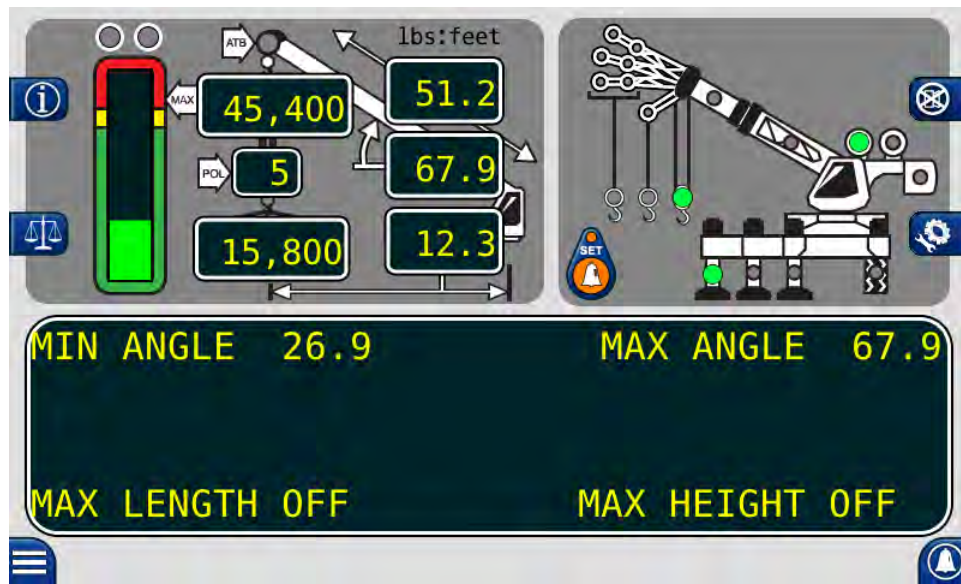 ATB
lbs:feet
MAX
45,400
51.2
POL
5
67.9
15,800
12.3
SET
MIN ANGLE 26.9
MAX ANGLE 67.9
MAX LENGTH OFF
MAX HEIGHT OFF